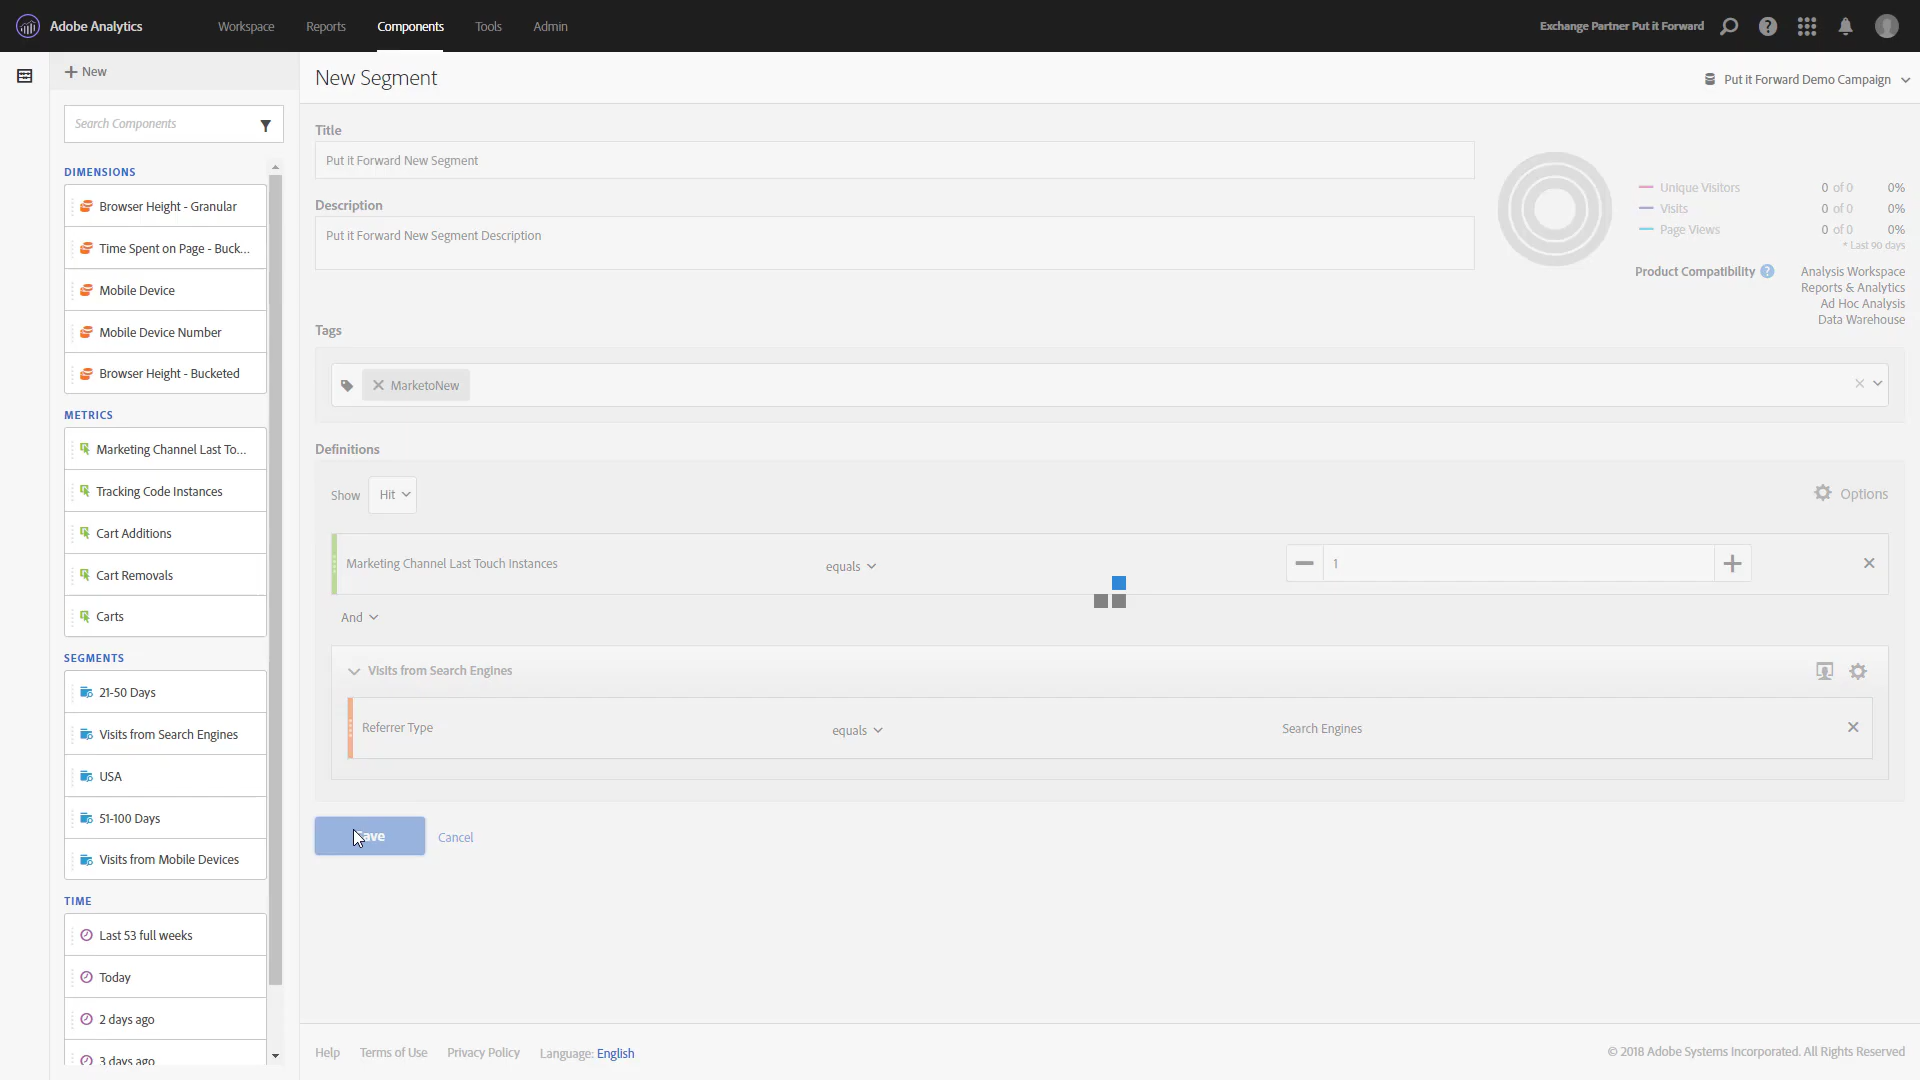 Adobe Analytics
Workspace
Reports
Components
Tools
Admin
Exchange Partner Put it Forward
New
New Segment
Put it Forward Demo Campaign
Search Components
DIMENSIONS
Browser Height - Granular
Time Spent on Page - Buck...
Mobile Device
Mobile Device Number
Browser Height - Bucketed
METRICS
Marketing Channel Last To...
Tracking Code Instances
Cart Additions
Cart Removals
Carts
SEGMENTS
21-50 Days
Visits from Search Engines
USA
51-100 Days
Visits from Mobile Devices
TIME
Last 53 full weeks
Today
2 days ago
3 days ago
Title
Put it Forward New Segment
Description
Put it Forward New Segment Description
Unique Visitors 0 of 0 0%
Visits 0 of 0 0%
Page Views 0 of 0 0%
* Last 90 days
Product Compatibility ? Analysis Workspace
Reports & Analytics
Ad Hoc Analysis
Data Warehouse
Tags
MarketoNew
Definitions
Show Hit
Options
Marketing Channel Last Touch Instances equals 1
And
Visits from Search Engines
Referrer Type equals Search Engines
Cancel
Help Terms of Use Privacy Policy Language: English
© 2018 Adobe Systems Incorporated. All Rights Reserved